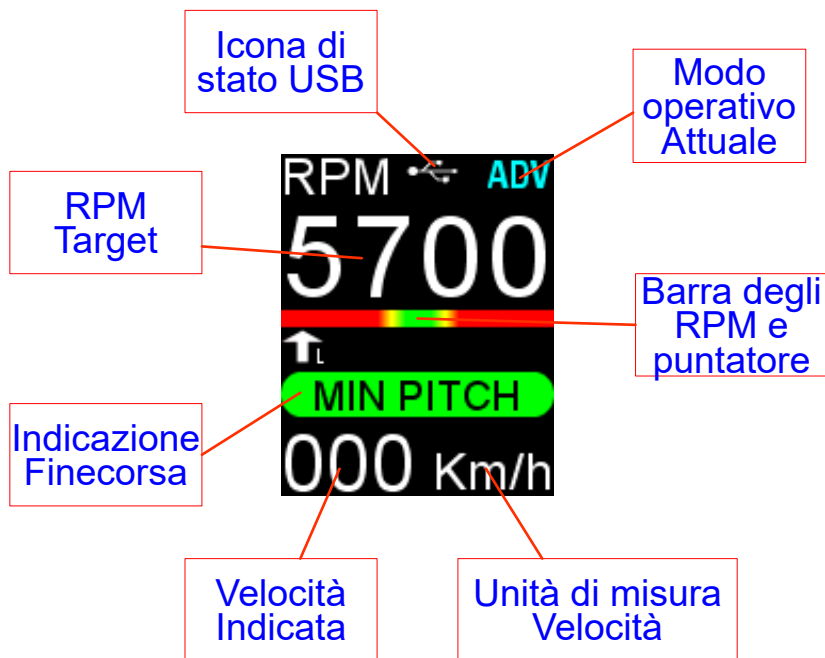 Icona di
stato USB
Modo
operativo
Attuale
RPM ADV
RPM
Target
5700
Barra degli
RPM e
puntatore
L
MIN PITCH
Indicazione
Finecorsa
000 Km/h
Velocità
Indicata
Unità di misura
Velocità